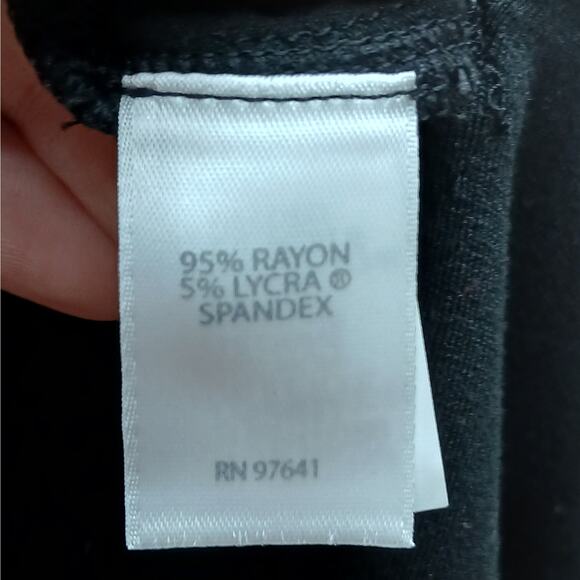 95% RAYON
5% LYCRA ®
SPANDEX
RN 97641